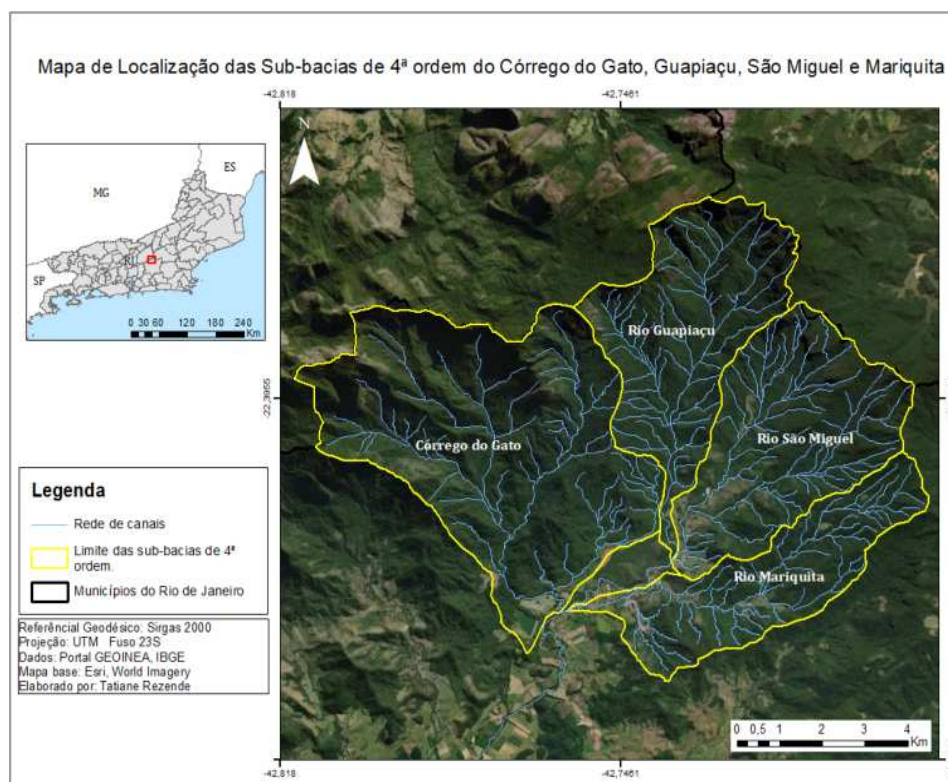 Mapa de Localização das Sub-bacias de 4ª ordem do Córrego do Gato, Guapiaçu, São Miguel e Mariquita
-42,818
-42,7461
N
MG
ES
RJ
SP
0 30 60 120 180 240
Km
-22,3955
Rio Guapiaçu
Córrego do Gato
Rio São Miguel
Rio Mariquita
Legenda
Rede de canais
Limite das sub-bacias de 4ª
ordem.
Municípios do Rio de Janeiro
Referêncial Geodésico: Sirgas 2000
Projeção: UTM Fuso 23S
Dados: Portal GEOINEA, IBGE
Mapa base: Esri, World Imagery
Elaborado por: Tatiane Rezende
0 0,5 1 2 3 4
Km
-42,818
-42,7461